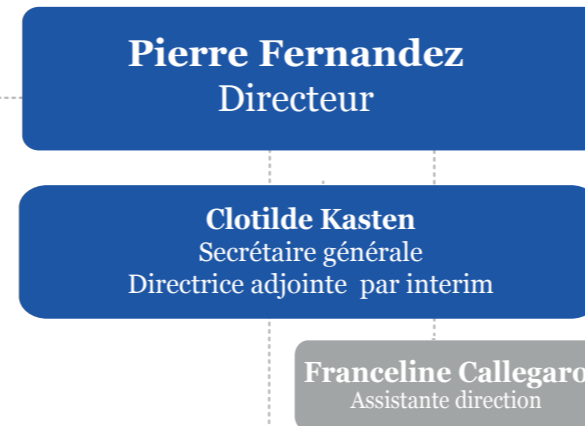 Pierre Fernandez
Directeur
Clotilde Kasten
Secrétaire générale
Directrice adjointe par interim
Franceline Callegaro
Assistante direction